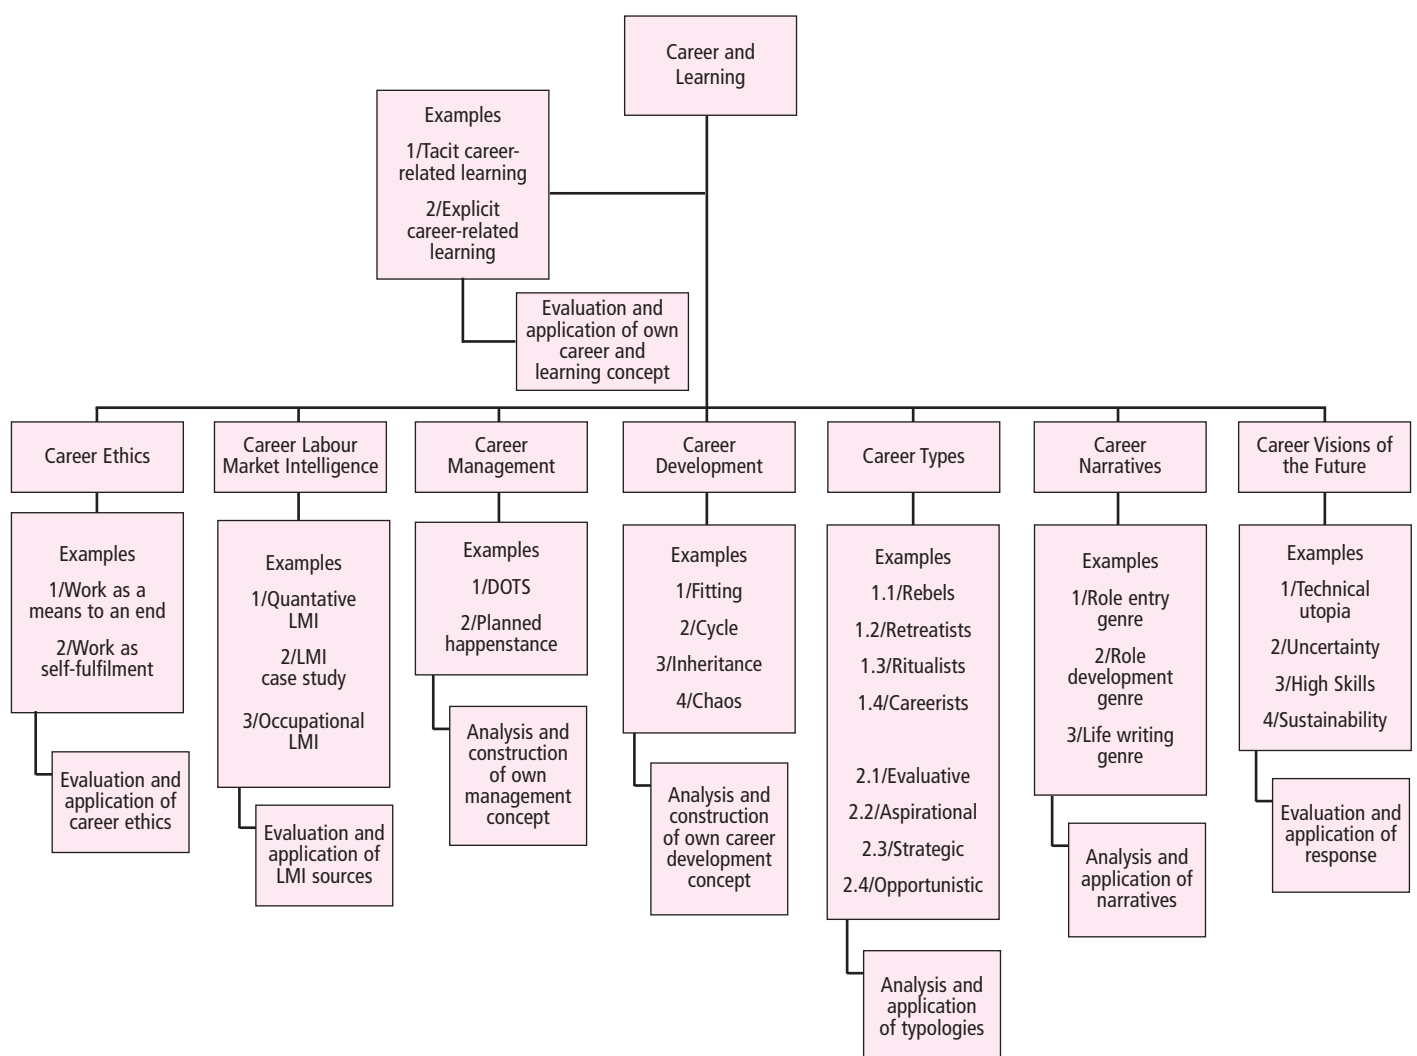 Career and
Learning
Examples
1/Tacit career-
related learning
2/Explicit
career-related
learning
Evaluation and
application of own
career and
learning concept
Career Ethics
Examples
1/Work as a
means to an end
2/Work as
self-fulfilment
Evaluation and
application of
career ethics
Career Labour
Market Intelligence
Examples
1/Quantative
LMI
2/LMI
case study
3/Occupational
LMI
Evaluation and
application of
LMI sources
Career
Management
Examples
1/DOTS
2/Planned
happenstance
Analysis and
construction
of own
management
concept
Career
Development
Examples
1/Fitting
2/Cycle
3/Inheritance
4/Chaos
Analysis and
construction
of own career
development
concept
Career Types
Examples
1.1/Rebels
1.2/Retreatists
1.3/Ritualists
1.4/Careerists
2.1/Evaluative
2.2/Aspirational
2.3/Strategic
2.4/Opportunistic
Analysis and
application
of typologies
Career
Narratives
Examples
1/Role entry
genre
2/Role
development
genre
3/Life writing
genre
Analysis and
application of
narratives
Career Visions of
the Future
Examples
1/Technical
utopia
2/Uncertainty
3/High Skills
4/Sustainability
Evaluation and
application of
response